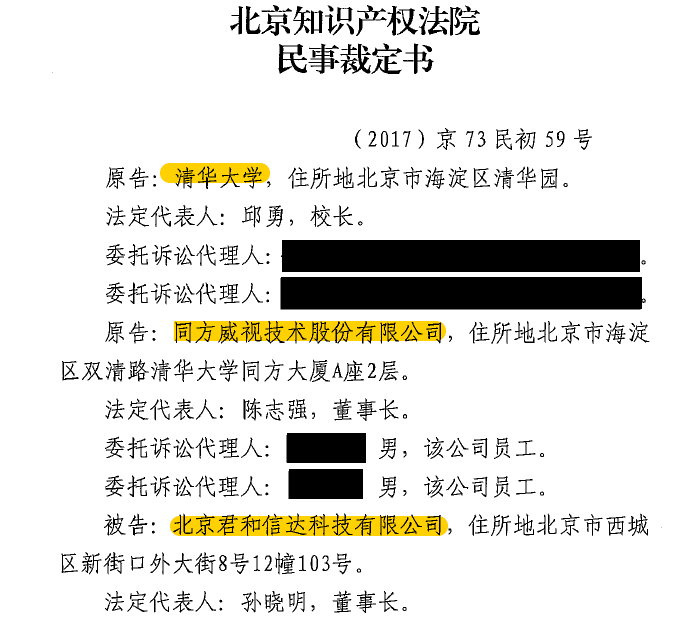 北京知识产权法院
民事裁定书
（2017）京 73 民初 59 号
原告：清华大学，住所地北京市海淀区清华园。
法定代表人：邱勇，校长。
委托诉讼代理人：。
委托诉讼代理人：。
原告：同方威视技术股份有限公司，住所地北京市海淀
区双清路清华大学同方大厦A座2层。
法定代表人：陈志强，董事长。
委托诉讼代理人： 男，该公司员工。
委托诉讼代理人： 男，该公司员工。
被告：北京君和信达科技有限公司，住所地北京市西城
区新街口外大街8号12幢103号。
法定代表人：孙晓明，董事长。